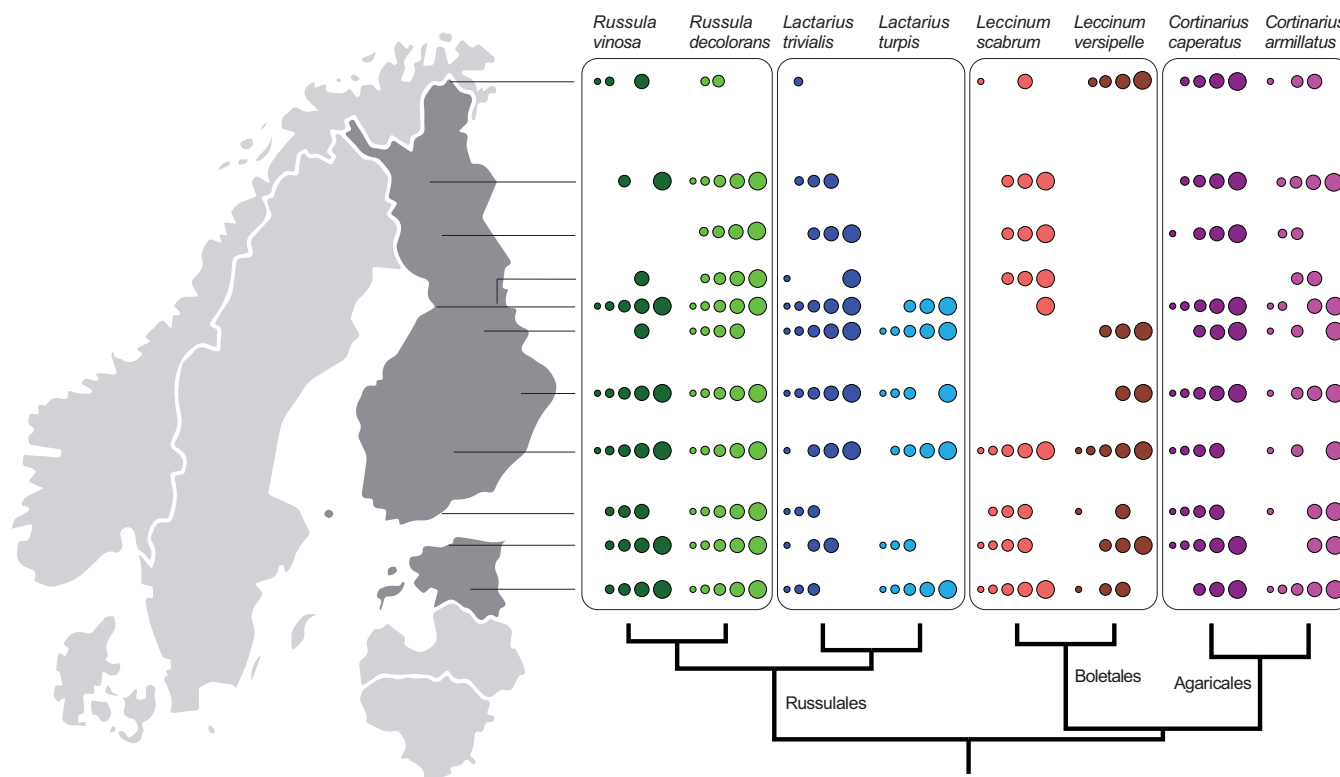 Russula Russula Lactarius Lactarius Leccinum Leccinum Cortinarius Cortinarius
vinosa decolorans trivialis turpis scabrum versipelle caperatus armillatus
Boletales
Agaricales
Russulales